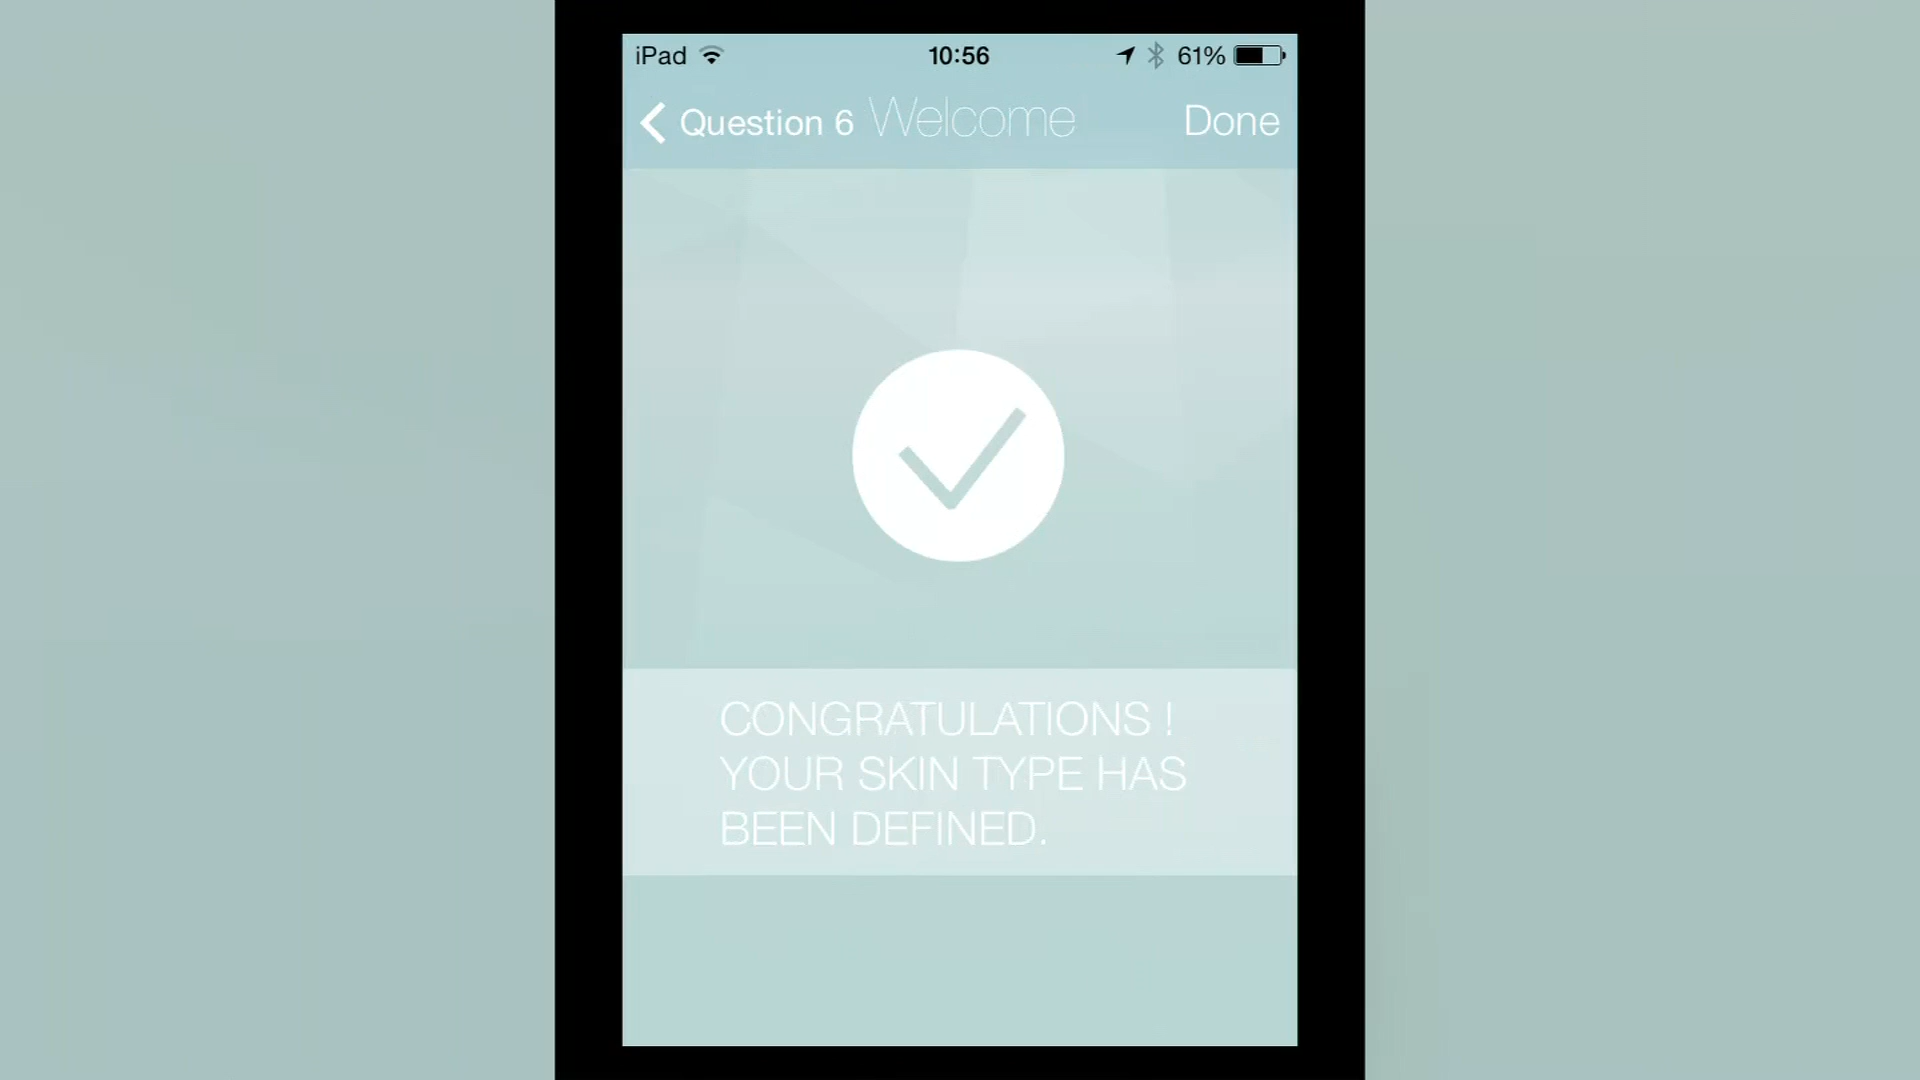 iPad 10:56 61%
Question 6 Welcome Done
CONGRATULATIONS !
YOUR SKIN TYPE HAS
BEEN DEFINED.